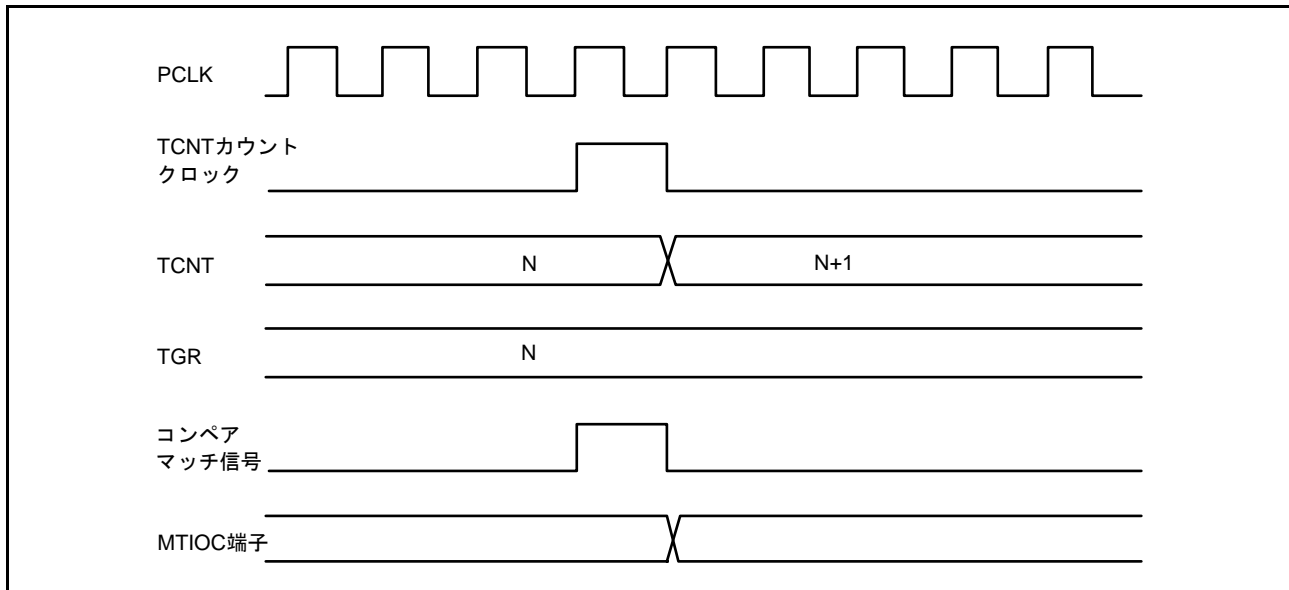 PCLK
TCNTカウント
クロック
TCNT
N
N+1
TGR
N
コンペア
マッチ信号
MTIOC端子